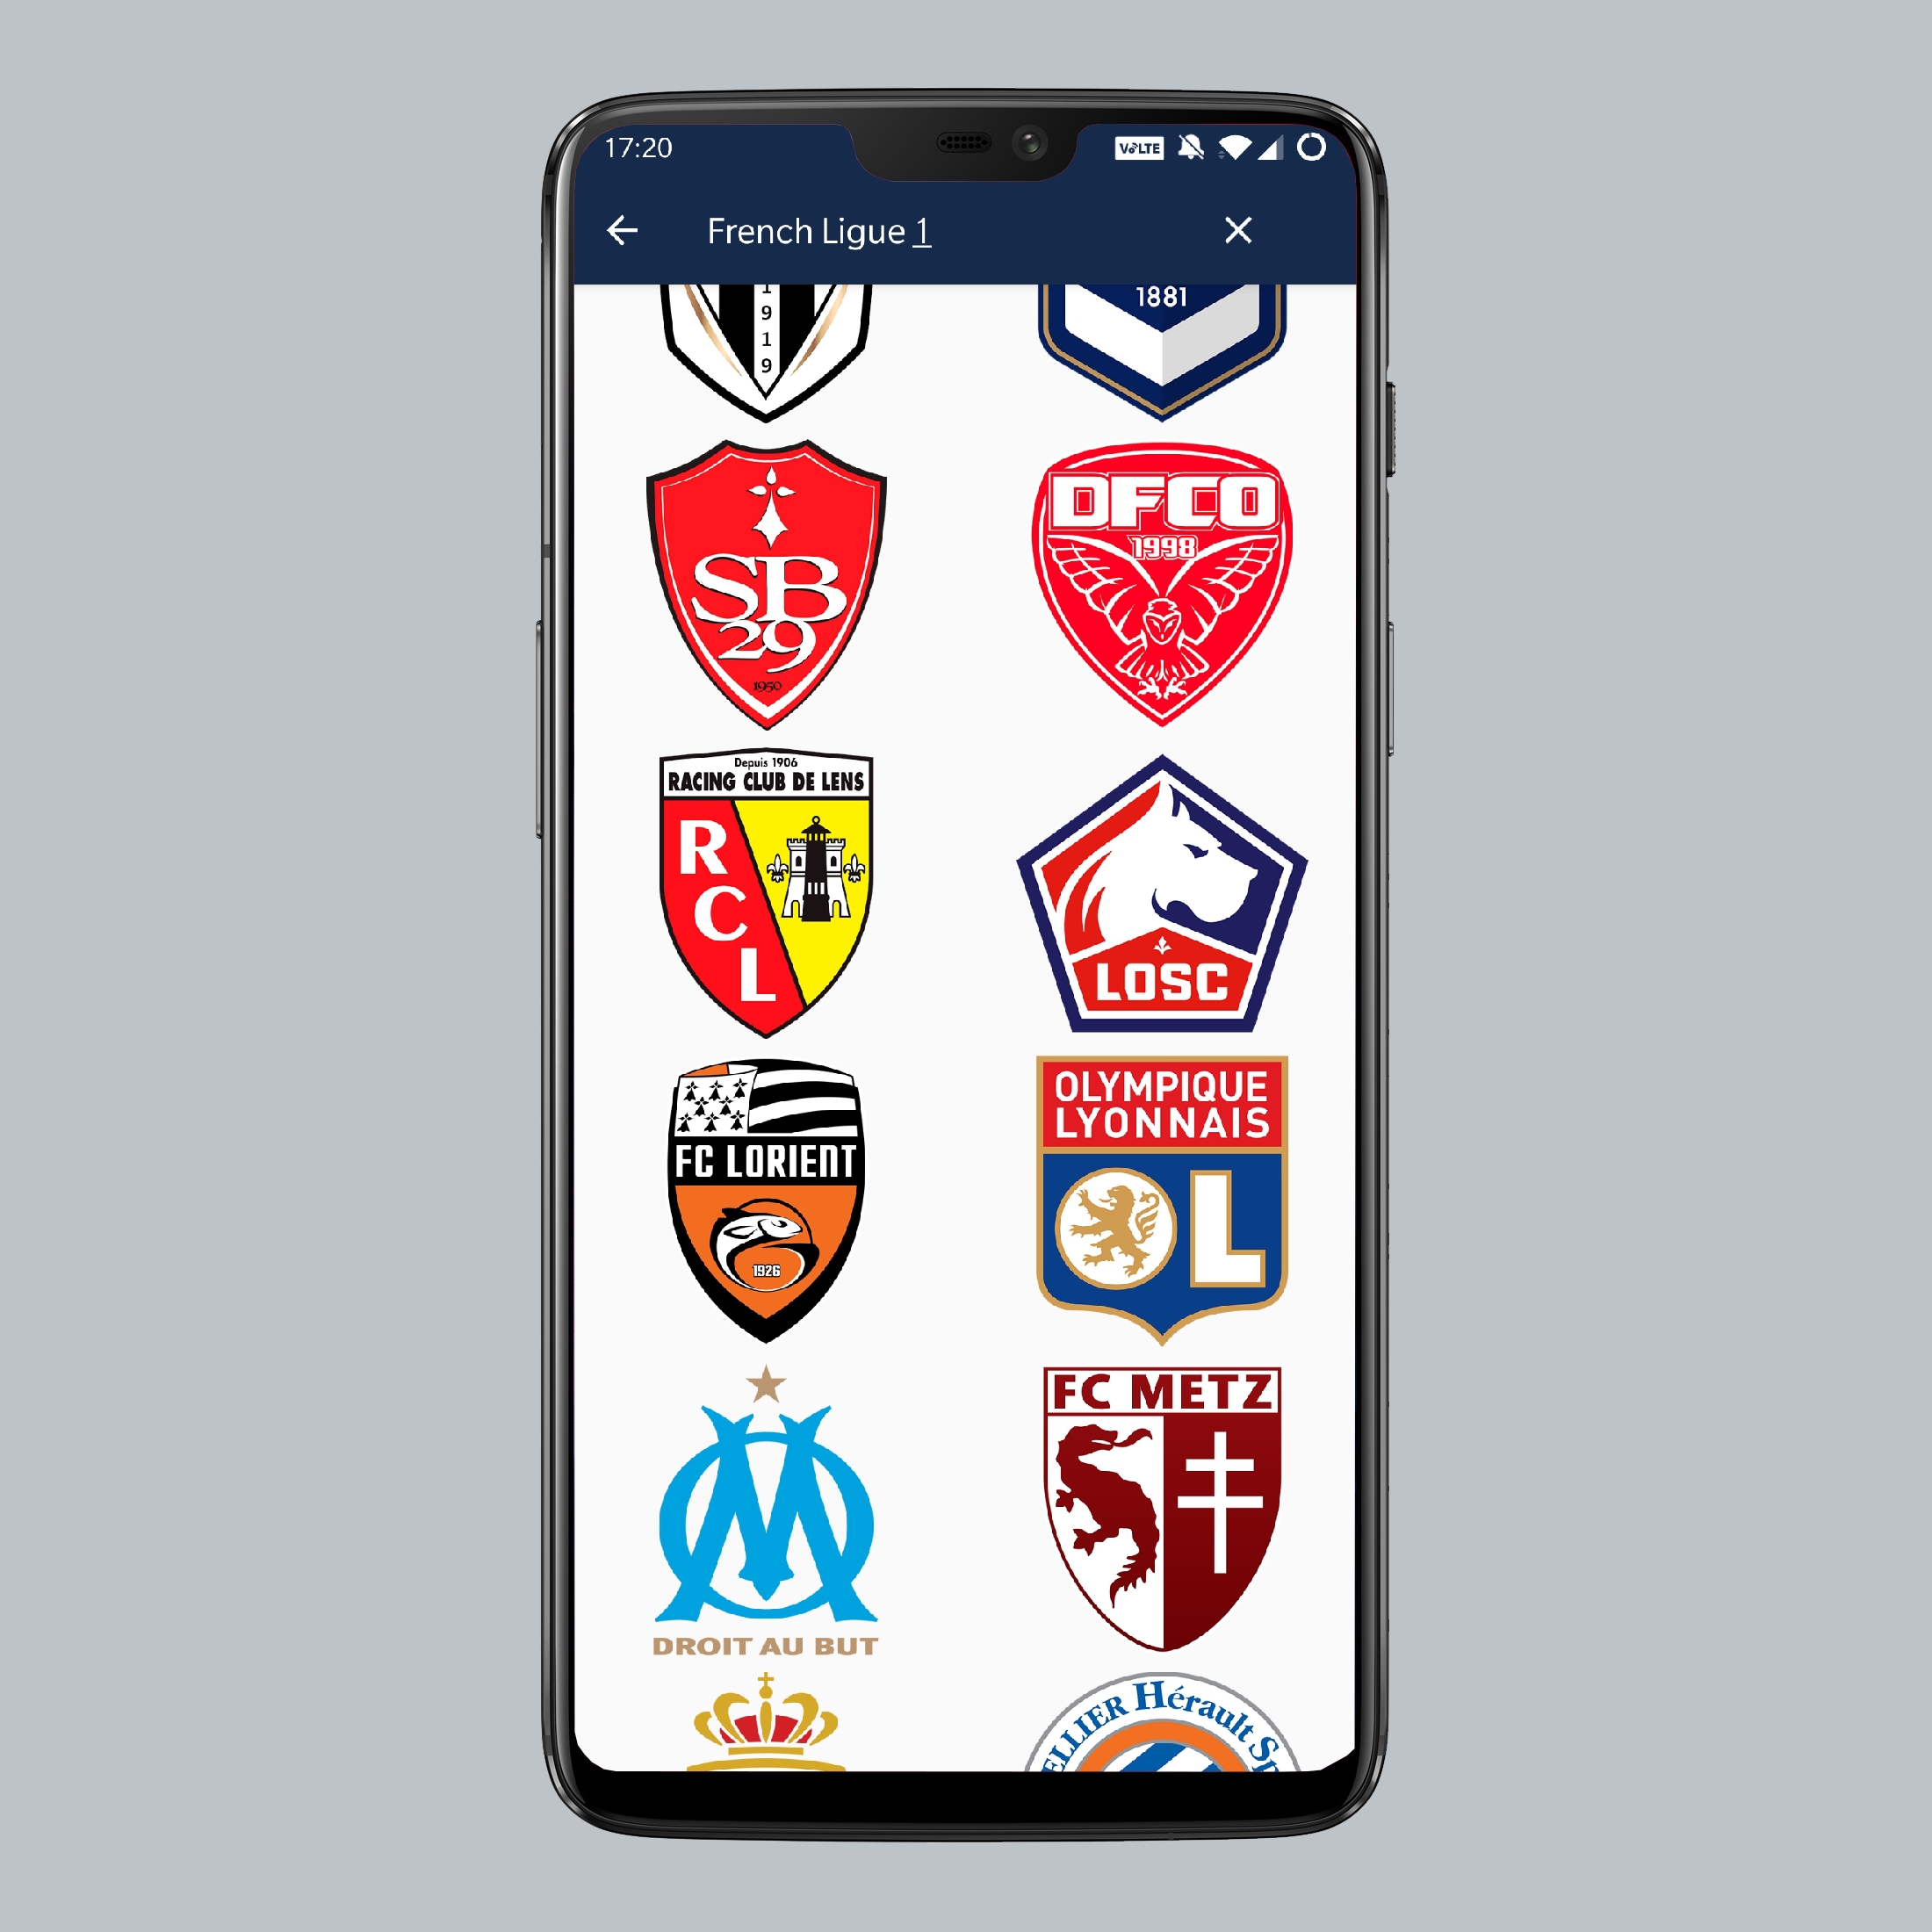 17:20
VoLTE
French Ligue 1
1
9
1
9
1881
SB
29
1950
DFCO
1998
Depuis 1906
RACING CLUB DE LENS
R
C
L
LOSC
FC LORIENT
1926
OLYMPIQUE
LYONNAIS
OL
M
DROIT AU BUT
FC METZ
ELLIER Hérault Sp